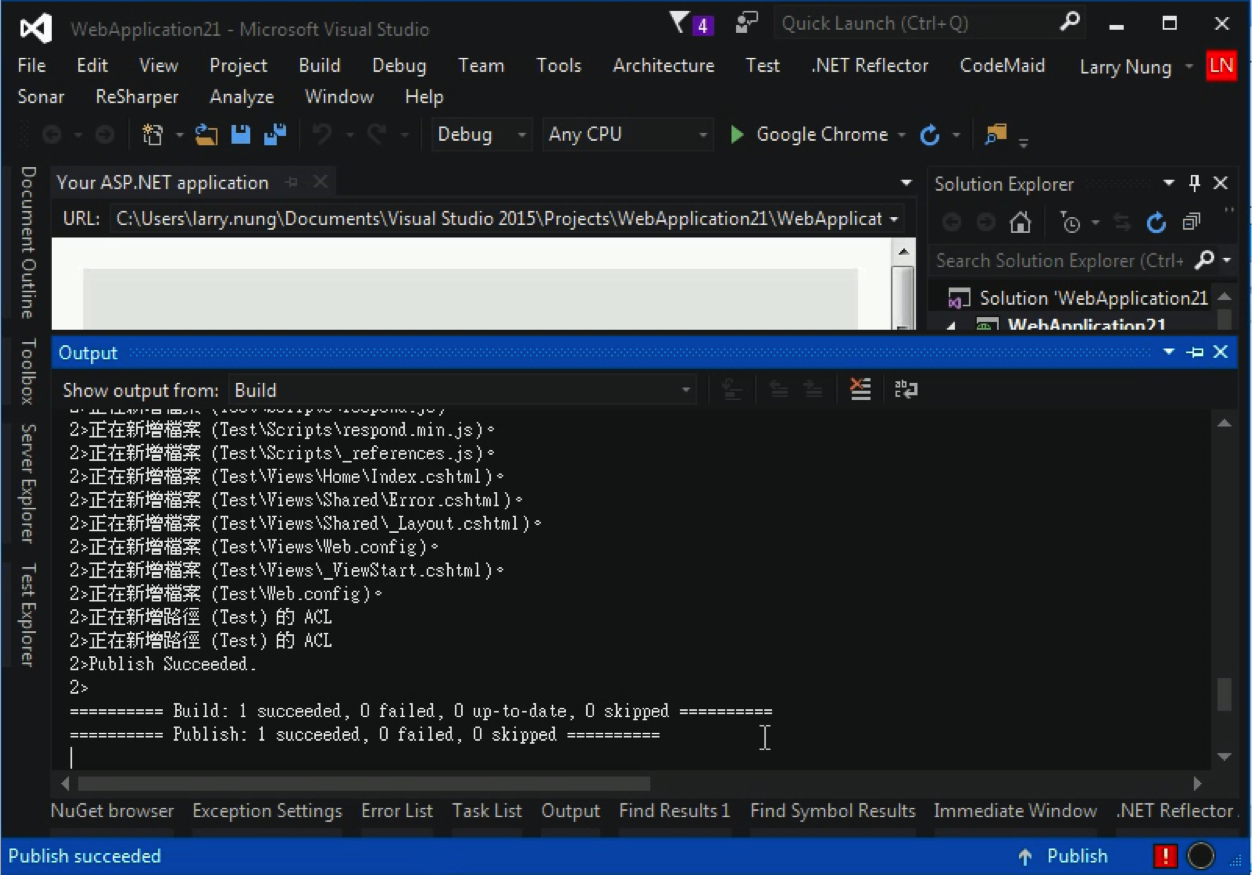 WebApplication21 - Microsoft Visual Studio
4
Quick Launch (Ctrl+Q)
File Edit View Project Build Debug Team Tools Architecture Test .NET Reflector CodeMaid Larry Nung LN
Sonar ReSharper Analyze Window Help
Debug Any CPU Google Chrome
Document Outline
Toolbox
Server Explorer
Test Explorer
Your ASP.NET application
URL: C:\Users\larry.nung\Documents\Visual Studio 2015\Projects\WebApplication21\WebApplicat
Solution Explorer
Search Solution Explorer (Ctrl+
Solution 'WebApplication21
WebApplication21
Output
Show output from: Build
2>正在新增檔案 (Test\Scripts\respond.js)
2>正在新增檔案 (Test\Scripts\respond.min.js)。
2>正在新增檔案 (Test\Scripts\_references.js)。
2>正在新增檔案 (Test\Views\Home\Index.cshtml)。
2>正在新增檔案 (Test\Views\Shared\Error.cshtml)。
2>正在新增檔案 (Test\Views\Shared\_Layout.cshtml)。
2>正在新增檔案 (Test\Views\Web.config)。
2>正在新增檔案 (Test\Views\_ViewStart.cshtml)。
2>正在新增檔案 (Test\Web.config)。
2>正在新增路徑 (Test) 的 ACL
2>正在新增路徑 (Test) 的 ACL
2>Publish Succeeded.
2>
========== Build: 1 succeeded, 0 failed, 0 up-to-date, 0 skipped ==========
========== Publish: 1 succeeded, 0 failed, 0 skipped ==========
NuGet browser Exception Settings Error List Task List Output Find Results 1 Find Symbol Results Immediate Window .NET Reflector
Publish succeeded
Publish